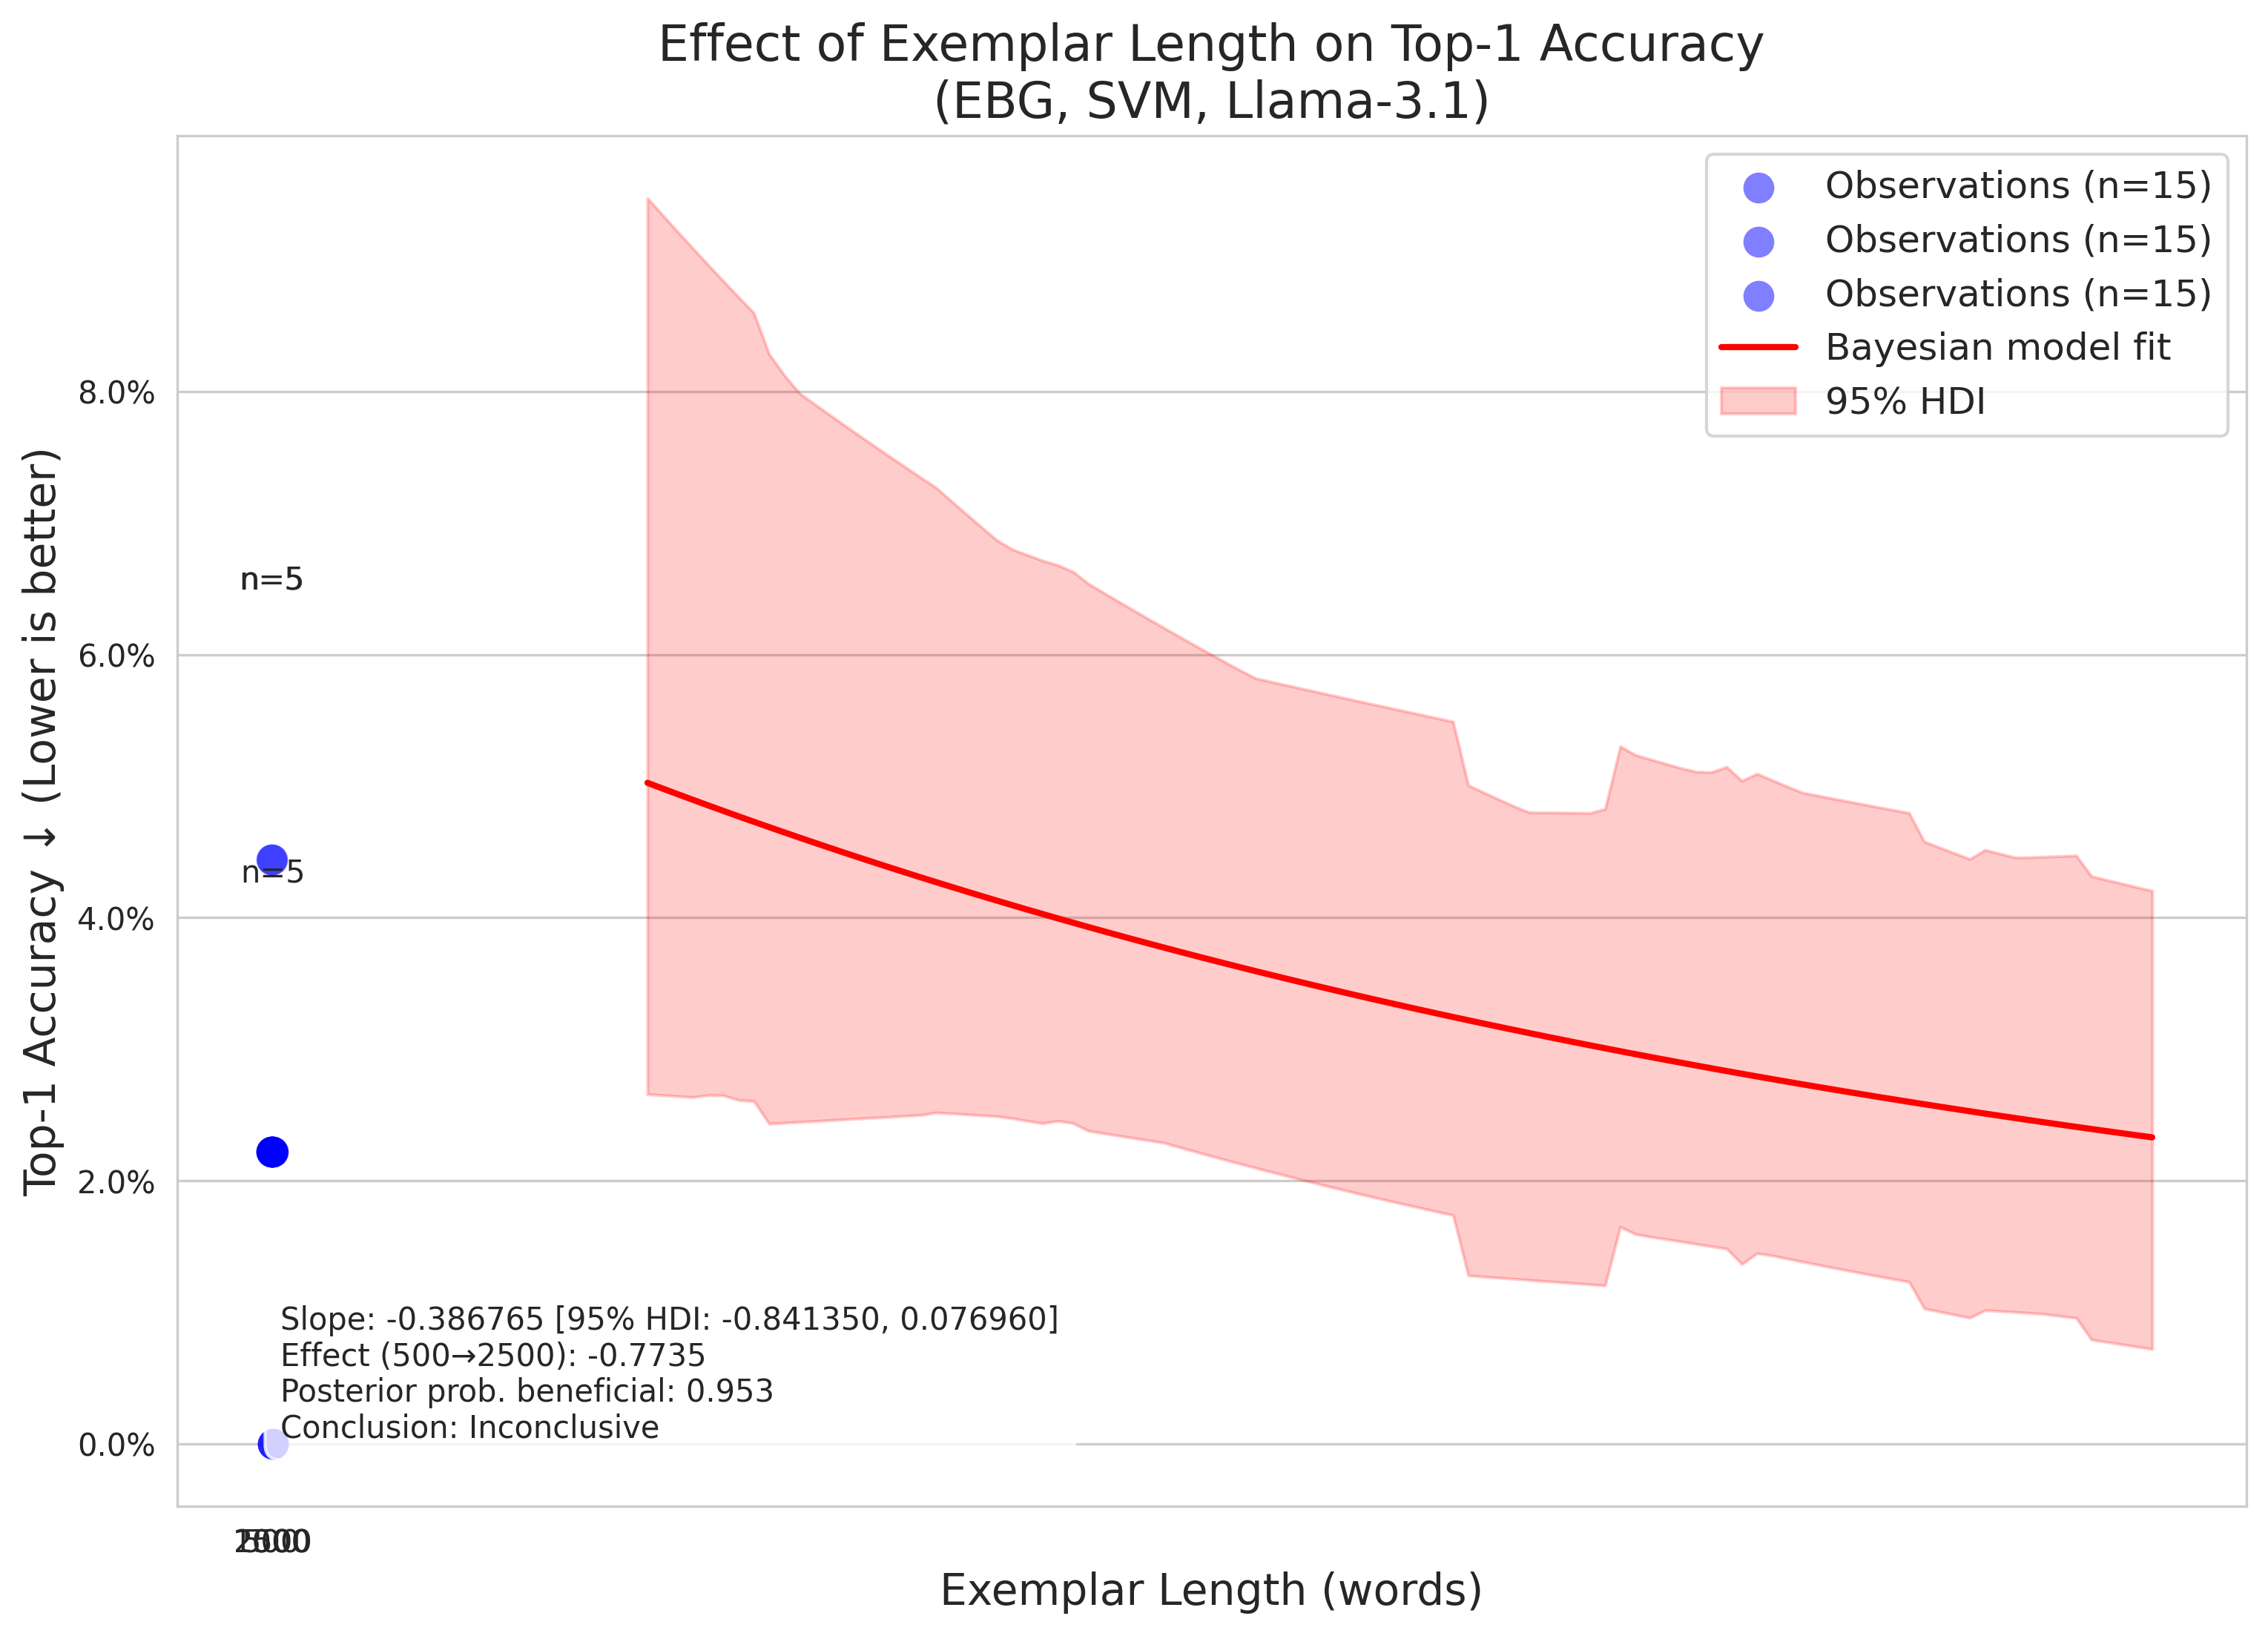 Effect of Exemplar Length on Top-1 Accuracy
(EBG, SVM, Llama-3.1)
Observations (n=15)
Observations (n=15)
Observations (n=15)
Bayesian model fit
95% HDI
Top-1 Accuracy ↓ (Lower is better)
8.0%
6.0%
4.0%
2.0%
0.0%
n=5
n=5
Slope: -0.386765 [95% HDI: -0.841350, 0.076960]
Effect (500→2500): -0.7735
Posterior prob. beneficial: 0.953
Conclusion: Inconclusive
Exemplar Length (words)